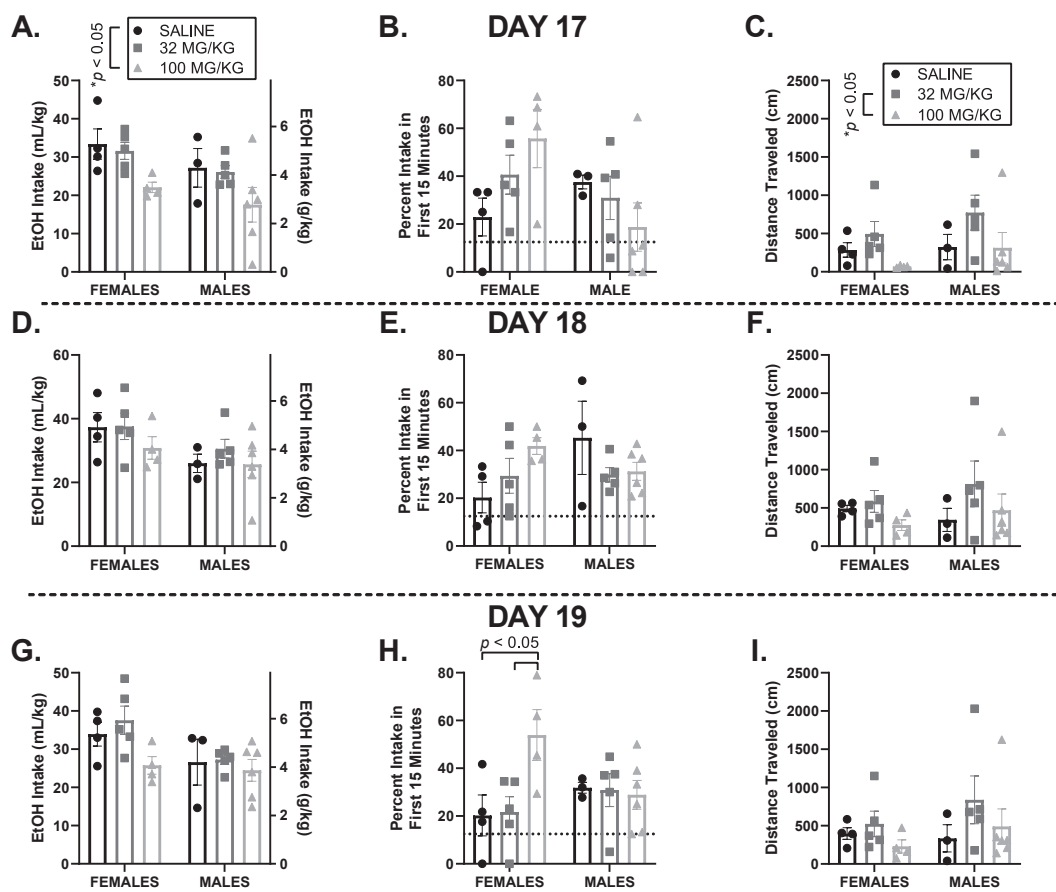 A.
B.
DAY 17
C.
*p < 0.05
SALINE
32 MG/KG
100 MG/KG
EtOH Intake (mL/kg)
50
40
30
20
10
0
FEMALES
MALES
6
4
2
0
EtOH Intake (g/kg)
Percent Intake in
First 15 Minutes
80
60
40
20
0
FEMALE
MALE
*p < 0.05
SALINE
32 MG/KG
100 MG/KG
Distance Traveled (cm)
2500
2000
1500
1000
500
0
FEMALES
MALES
D.
E.
DAY 18
F.
EtOH Intake (mL/kg)
60
40
20
0
FEMALES
MALES
6
4
2
0
EtOH Intake (g/kg)
Percent Intake in
First 15 Minutes
80
60
40
20
0
FEMALES
MALES
Distance Traveled (cm)
2500
2000
1500
1000
500
0
FEMALES
MALES
DAY 19
G.
H.
I.
EtOH Intake (mL/kg)
50
40
30
20
10
0
FEMALES
MALES
6
4
2
0
EtOH Intake (g/kg)
p < 0.05
Percent Intake in
First 15 Minutes
80
60
40
20
0
FEMALES
MALES
Distance Traveled (cm)
2500
2000
1500
1000
500
0
FEMALES
MALES